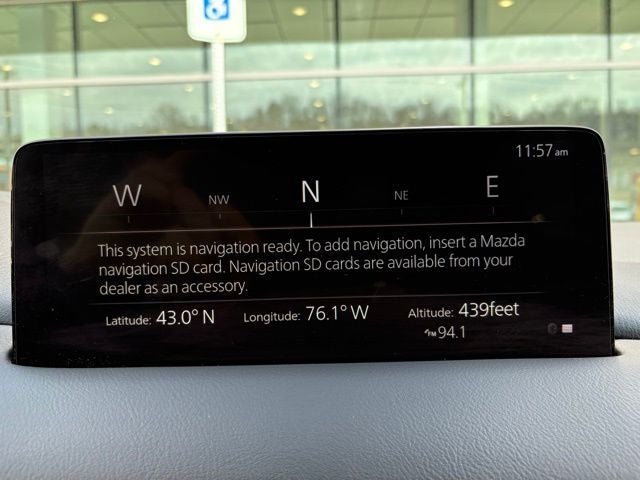 11:57 am
W NW N NE E
This system is navigation ready. To add navigation, insert a Mazda
navigation SD card. Navigation SD cards are available from your
dealer as an accessory.
Latitude: 43.0° N Longitude: 76.1° W Altitude: 439feet
FM 94.1